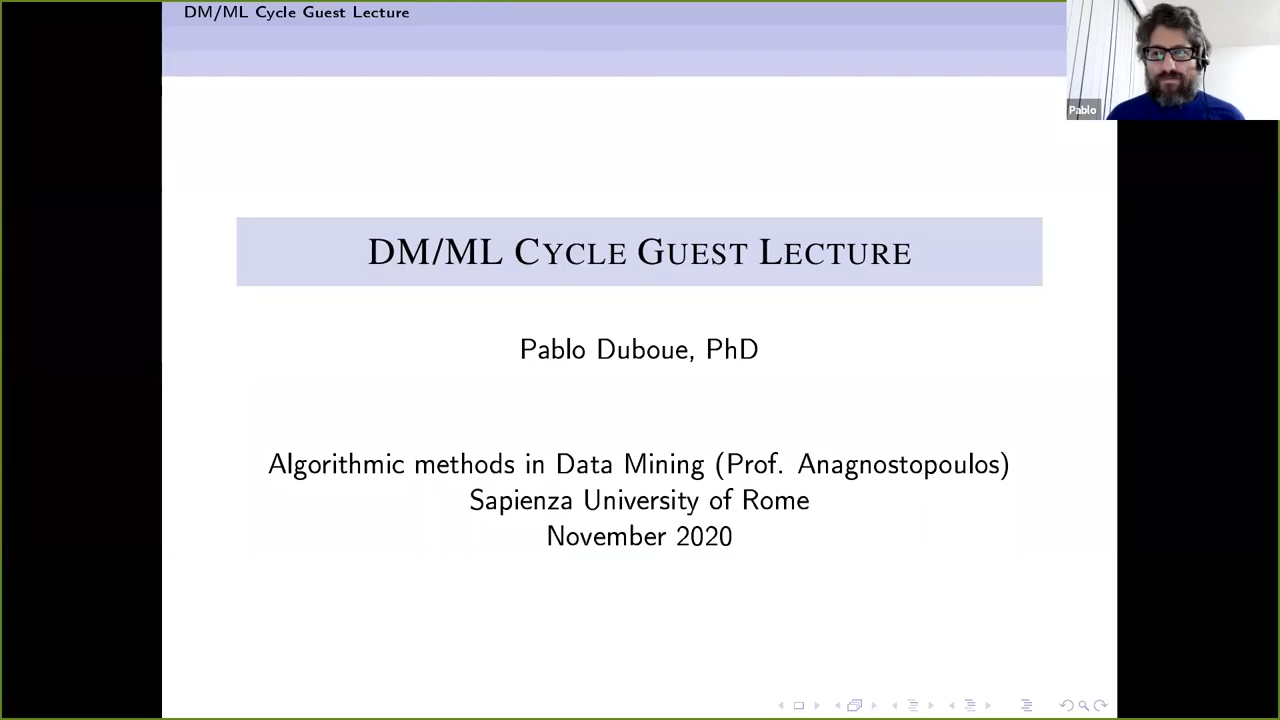 DM/ML Cycle Guest Lecture
Pablo
DM/ML CYCLE GUEST LECTURE
Pablo Duboue, PhD
Algorithmic methods in Data Mining (Prof. Anagnostopoulos)
Sapienza University of Rome
November 2020